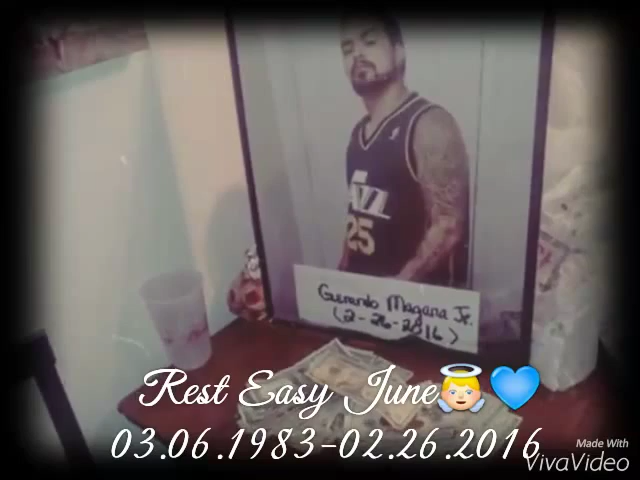 JAZZ
25
Gerardo Magana Jr.
(2-26-2016)
Rest Easy June👼💙
03.06.1983-02.26.2016
Made With
VivaVideo